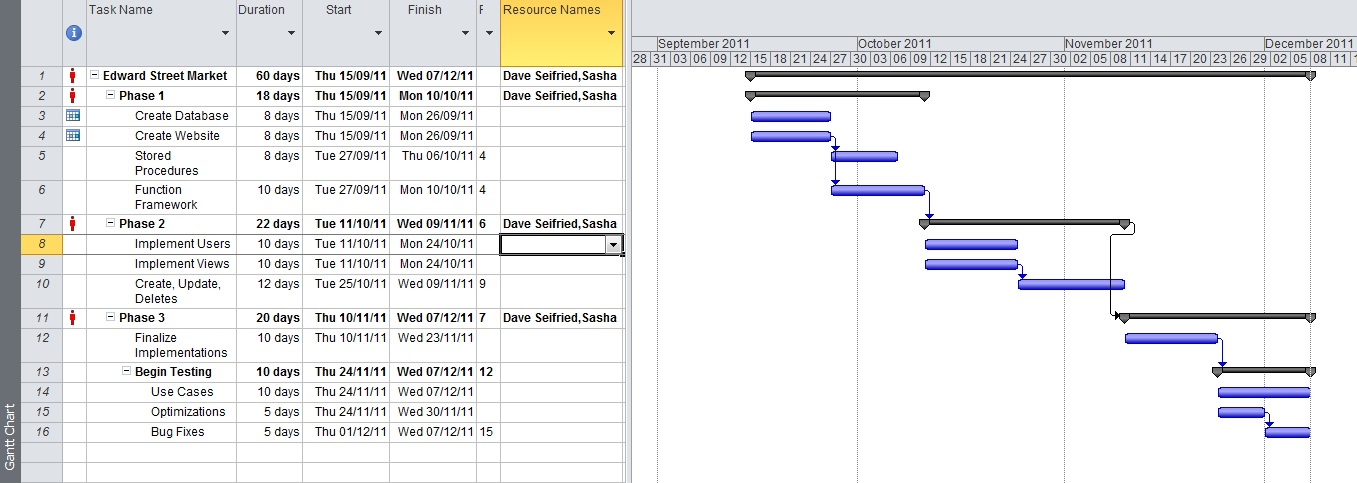 Task Name Duration Start Finish F Resource Names
September 2011 October 2011 November 2011 December 2011
28 31 03 06 09 12 15 18 21 24 27 30 03 06 09 12 15 18 21 24 27 30 02 05 08 11 14 17 20 23 26 29 02 05 08 11 1
1 Edward Street Market 60 days Thu 15/09/11 Wed 07/12/11 Dave Seifried,Sasha
2 Phase 1 18 days Thu 15/09/11 Mon 10/10/11 Dave Seifried,Sasha
3 Create Database 8 days Thu 15/09/11 Mon 26/09/11
4 Create Website 8 days Thu 15/09/11 Mon 26/09/11
5 Stored 8 days Tue 27/09/11 Thu 06/10/11 4
Procedures
6 Function 10 days Tue 27/09/11 Mon 10/10/11 4
Framework
7 Phase 2 22 days Tue 11/10/11 Wed 09/11/11 6 Dave Seifried,Sasha
8 Implement Users 10 days Tue 11/10/11 Mon 24/10/11
9 Implement Views 10 days Tue 11/10/11 Mon 24/10/11
10 Create, Update, 12 days Tue 25/10/11 Wed 09/11/11 9
Deletes
11 Phase 3 20 days Thu 10/11/11 Wed 07/12/11 7 Dave Seifried,Sasha
12 Finalize 10 days Thu 10/11/11 Wed 23/11/11
Implementations
13 Begin Testing 10 days Thu 24/11/11 Wed 07/12/11 12
14 Use Cases 10 days Thu 24/11/11 Wed 07/12/11
15 Optimizations 5 days Thu 24/11/11 Wed 30/11/11
16 Bug Fixes 5 days Thu 01/12/11 Wed 07/12/11 15
Gantt Chart